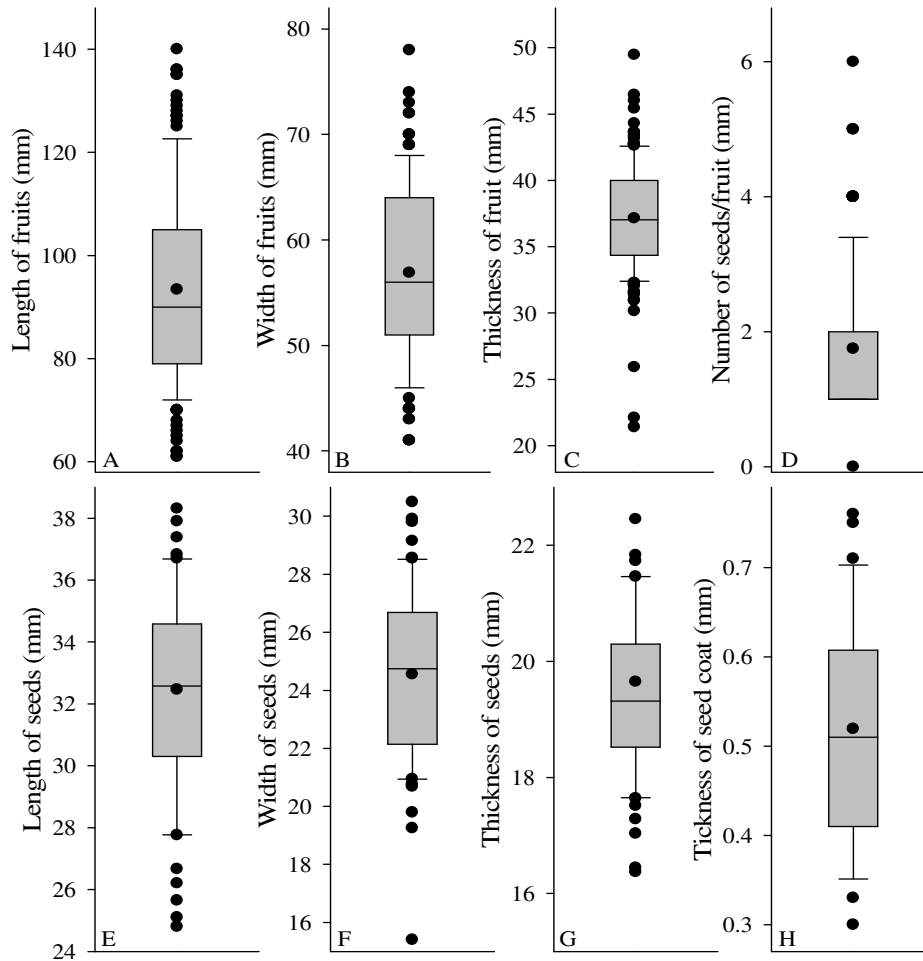 Length of fruits (mm)
140
120
100
80
60
A
Width of fruits (mm)
80
70
60
50
40
B
Thickness of fruit (mm)
50
45
40
35
30
25
20
C
Number of seeds/fruit (mm)
6
4
2
0
D
Length of seeds (mm)
38
36
34
32
30
28
26
24
E
Width of seeds (mm)
30
28
26
24
22
20
18
16
F
Thickness of seeds (mm)
22
20
18
16
G
Tickness of seed coat (mm)
0.7
0.6
0.5
0.4
0.3
H